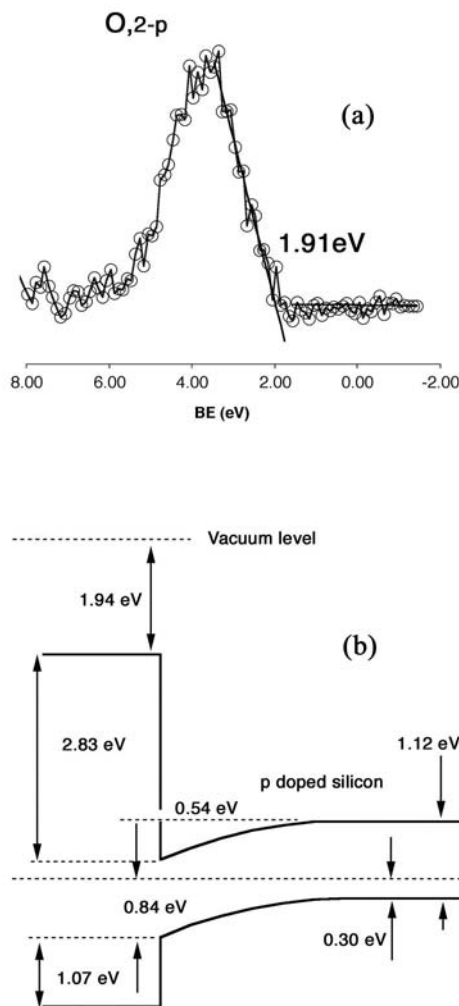 O,2-p
(a)
1.91eV
8.00 6.00 4.00 2.00 0.00 -2.00
BE (eV)
Vacuum level
1.94 eV
(b)
2.83 eV
1.12 eV
0.54 eV
p doped silicon
0.84 eV
0.30 eV
1.07 eV